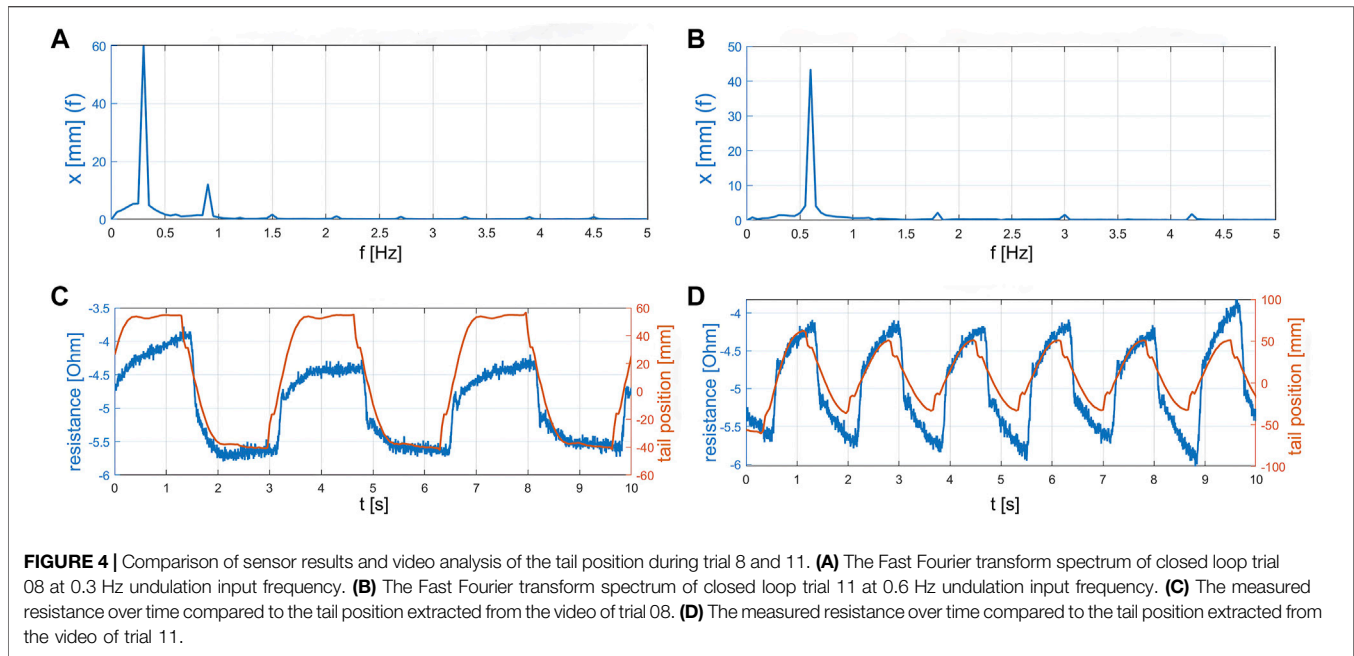 A
x [mm] (f)
60
40
20
0
0 0.5 1 1.5 2 2.5 3 3.5 4 4.5 5
f [Hz]
B
x [mm] (f)
50
40
30
20
10
0
0 0.5 1 1.5 2 2.5 3 3.5 4 4.5 5
f [Hz]
C
resistance [Ohm]
-3.5
-4
-4.5
-5
-5.5
-6
0 1 2 3 4 5 6 7 8 9 10
t [s]
60
40
20
0
-20
-40
-60
tail position [mm]
D
resistance [Ohm]
-4
-4.5
-5
-5.5
-6
0 1 2 3 4 5 6 7 8 9 10
t [s]
100
50
0
-50
-100
tail position [mm]
FIGURE 4 | Comparison of sensor results and video analysis of the tail position during trial 8 and 11. (A) The Fast Fourier transform spectrum of closed loop trial
08 at 0.3 Hz undulation input frequency. (B) The Fast Fourier transform spectrum of closed loop trial 11 at 0.6 Hz undulation input frequency. (C) The measured
resistance over time compared to the tail position extracted from the video of trial 08. (D) The measured resistance over time compared to the tail position extracted from
the video of trial 11.